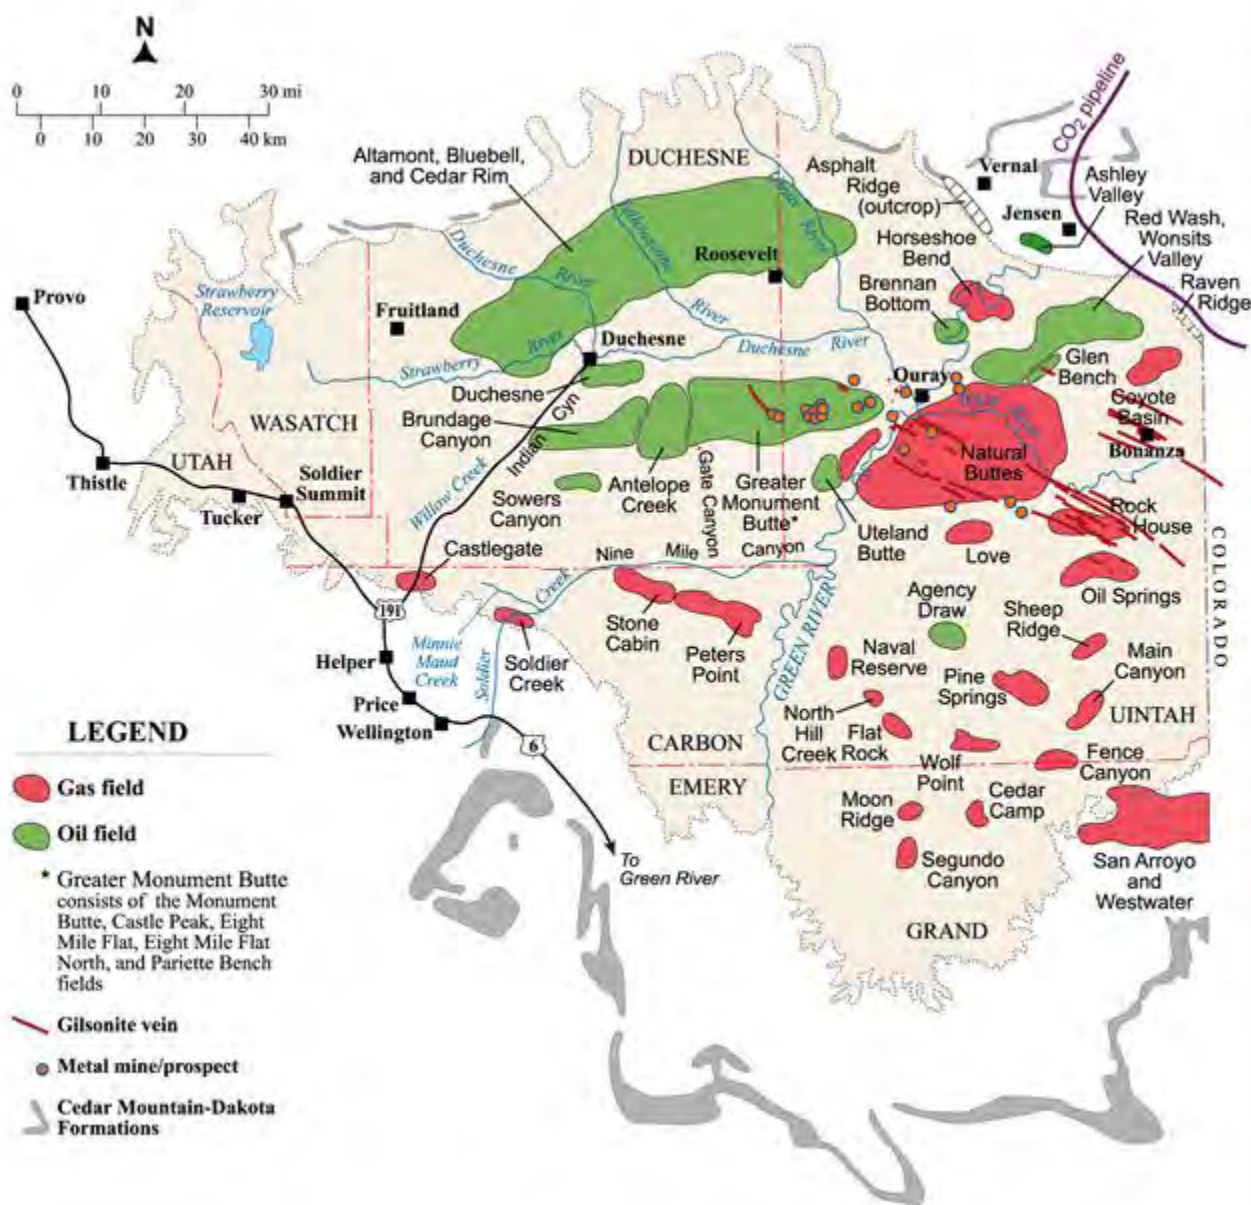 N
0 10 20 30 mi
0 10 20 30 40 km
CO2 pipeline
Altamont, Bluebell,
and Cedar Rim
DUCHESNE
Asphalt
Ridge
(outcrop)
Vernal
Ashley
Valley
Jensen
Red Wash,
Wonsits
Valley
Horseshoe
Bend
Brennan
Bottom
Raven
Ridge
Duchesne
River
Yellowstone
River
Uinta
River
Roosevelt
Provo
Strawberry
Reservoir
Fruitland
Duchesne
Duchesne River
Strawberry
River
Duchesne
Ouray
Glen
Bench
Coyote
Basin
Bonanza
White River
WASATCH
Brundage
Canyon
Indian Cyn
UTAH
Thistle
Tucker
Soldier
Summit
Willow Creek
Sowers
Canyon
Antelope
Creek
Gate Canyon
Greater
Monument
Butte*
Natural
Buttes
Uteland
Butte
Love
Rock
House
COLORADO
Castlegate
Nine Mile Canyon
Creek
191
Stone
Cabin
Peters
Point
GREEN RIVER
Agency
Draw
Sheep
Ridge
Oil Springs
Helper
Minnie
Maud
Creek
Soldier
Soldier
Creek
Naval
Reserve
Pine
Springs
Main
Canyon
Price
Wellington
North
Hill
Creek
Flat
Rock
UINTAH
CARBON
EMERY
6
Wolf
Point
Fence
Canyon
Moon
Ridge
Cedar
Camp
Segundo
Canyon
San Arroyo
and
Westwater
To
Green River
GRAND
LEGEND
Gas field
Oil field
* Greater Monument Butte
consists of the Monument
Butte, Castle Peak, Eight
Mile Flat, Eight Mile Flat
North, and Pariette Bench
fields
Gilsonite vein
Metal mine/prospect
Cedar Mountain-Dakota
Formations